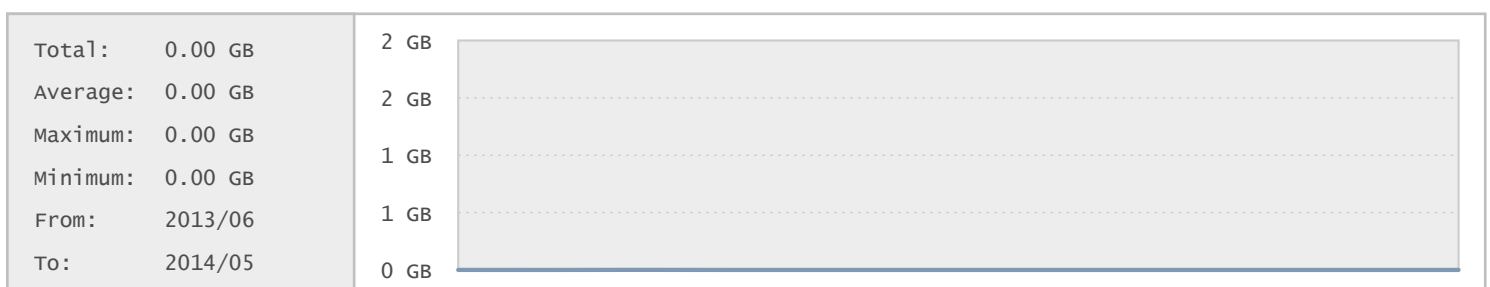 Total: 0.00 GB
Average: 0.00 GB
Maximum: 0.00 GB
Minimum: 0.00 GB
From: 2013/06
To: 2014/05
2 GB
2 GB
1 GB
1 GB
0 GB